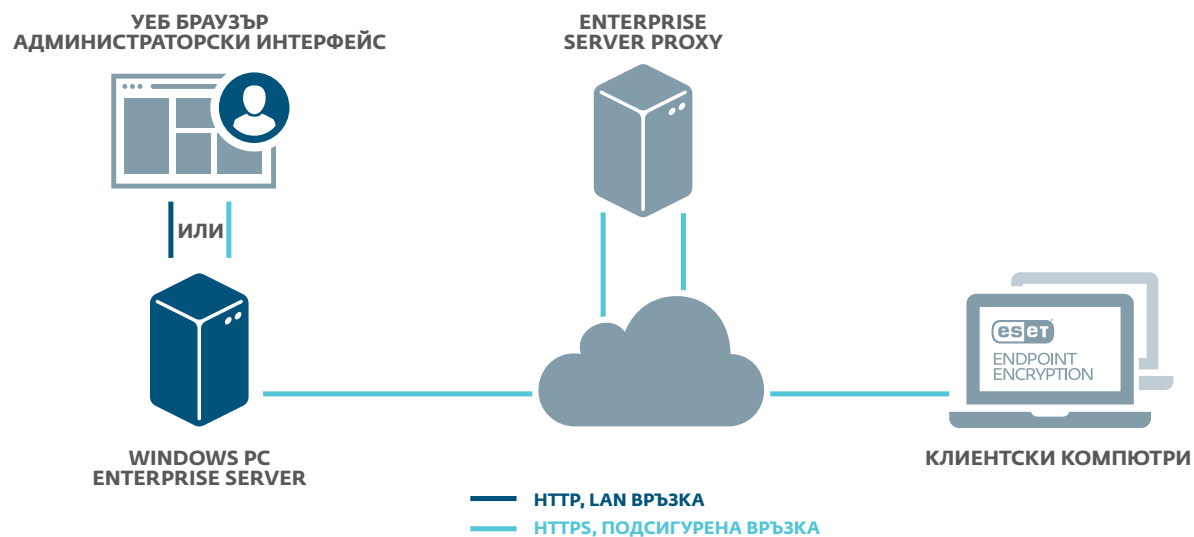 УЕБ БРАУЗЪР
АДМИНИСТРАТОРСКИ ИНТЕРФЕЙС
ENTERPRISE
SERVER PROXY
ИЛИ
eset
ENDPOINT
ENCRYPTION
WINDOWS PC
ENTERPRISE SERVER
КЛИЕНТСКИ КОМПЮТРИ
HTTP, LAN ВРЪЗКА
HTTPS, ПОДСИГУРЕНА ВРЪЗКА